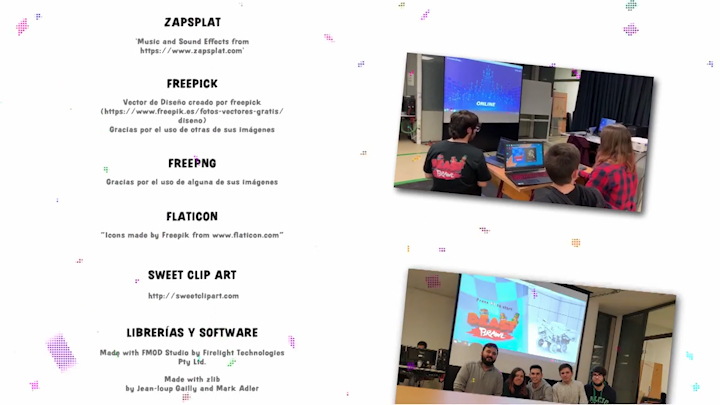 ZAPSPLAT
'Music and Sound Effects from
https://www.zapsplat.com'
FREEPICK
Vector de Diseño creado por freepick
(https://www.freepik.es/fotos-vectores-gratis/
diseno)
Gracias por el uso de otras de sus imágenes
FREEPNG
Gracias por el uso de alguna de sus imágenes
FLATICON
"Icons made by Freepik from www.flaticon.com"
SWEET CLIP ART
http://sweetclipart.com
LIBRERÍAS Y SOFTWARE
Made with FMOD Studio by Firelight Technologies
Pty Ltd.
Made with zlib
by Jean-loup Gailly and Mark Adler
ONLINE
BRAWL
BRAWL